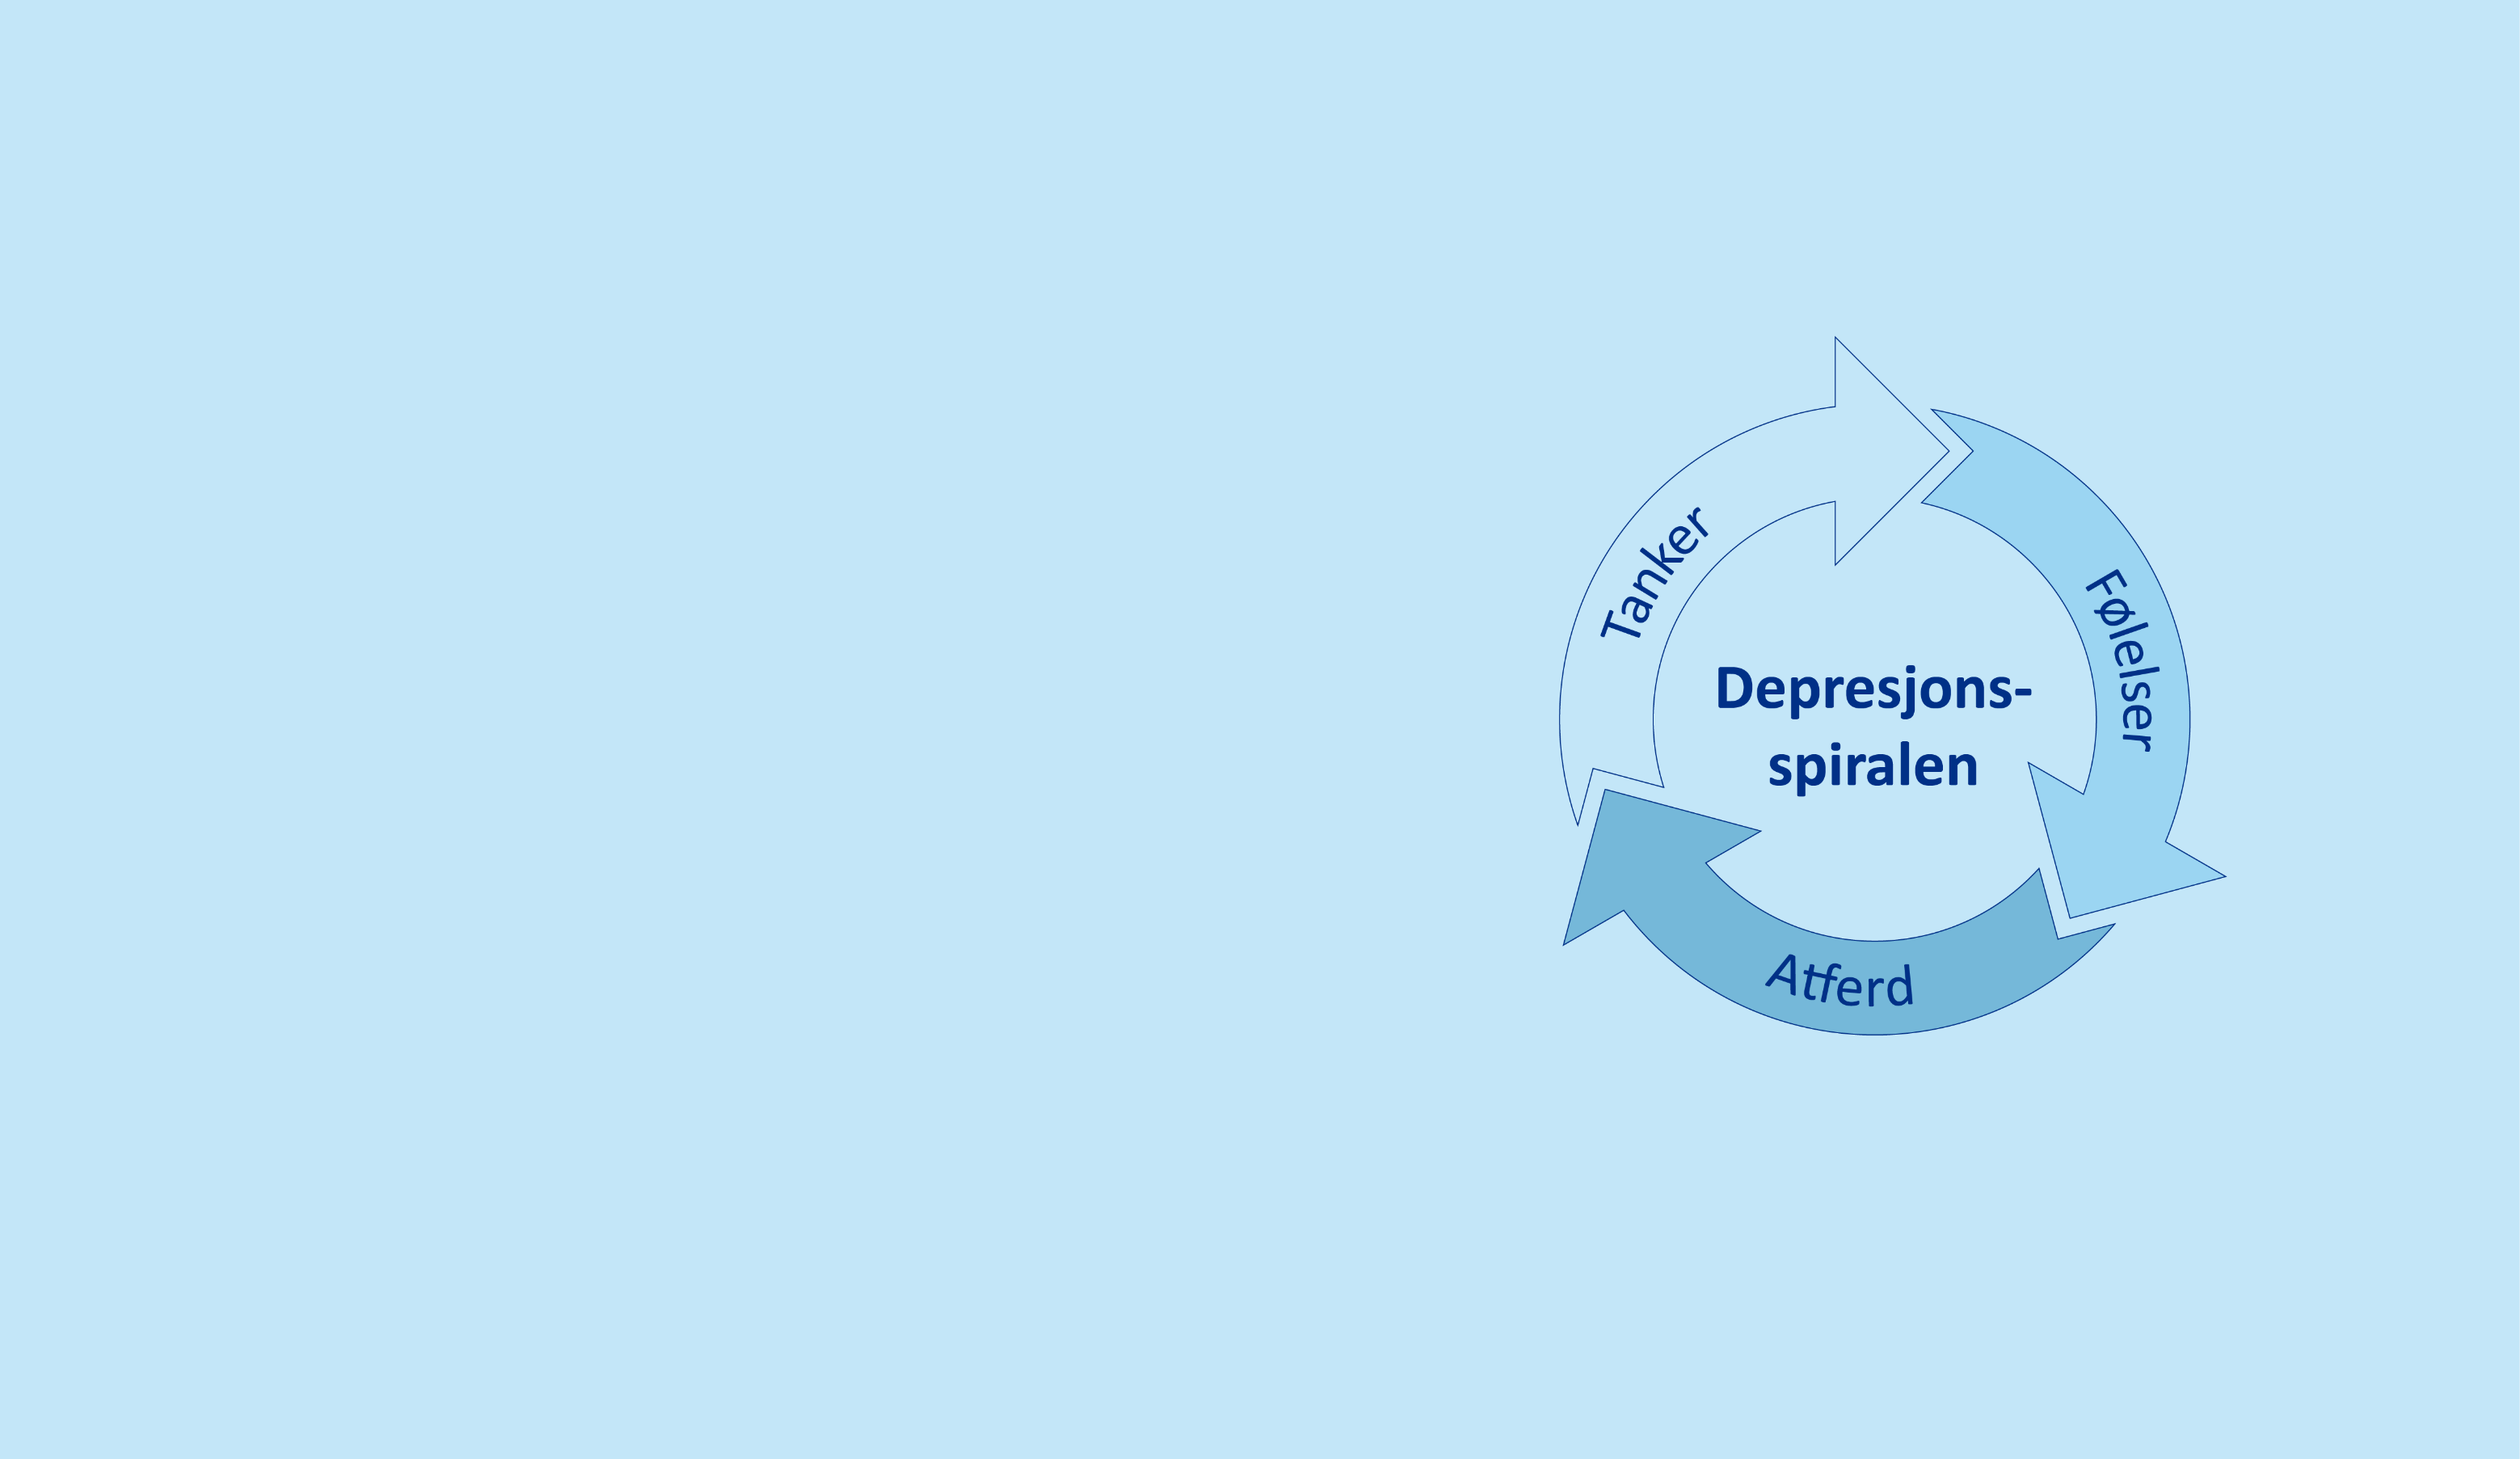 Tanker
Følelser
Depresjons-
spiralen
Atferd